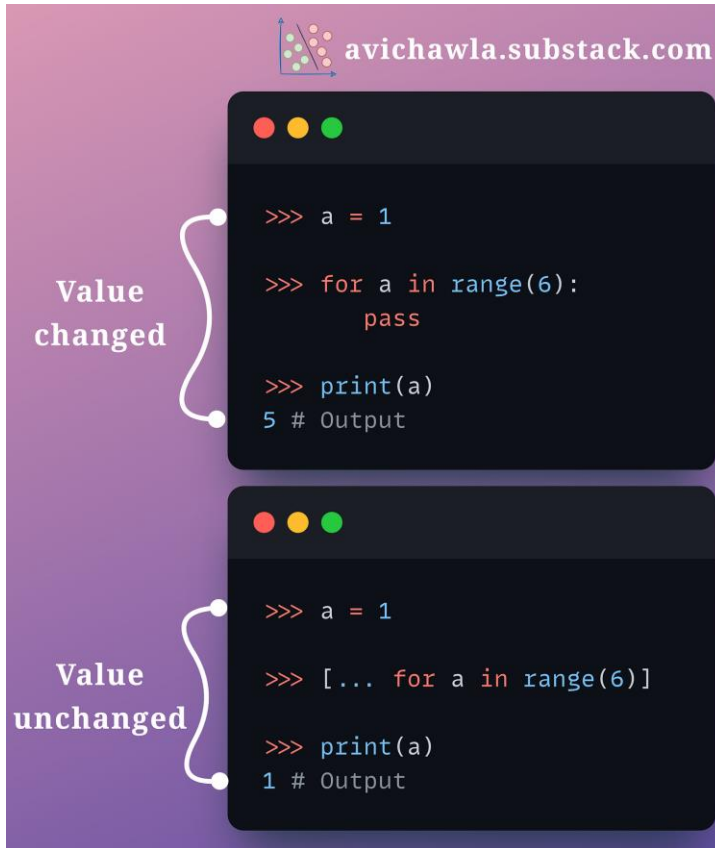 avichawla.substack.com
Value
changed
>>> a = 1
>>> for a in range(6):
pass
>>> print(a)
5 # Output
Value
unchanged
>>> a = 1
>>> [... for a in range(6)]
>>> print(a)
1 # Output